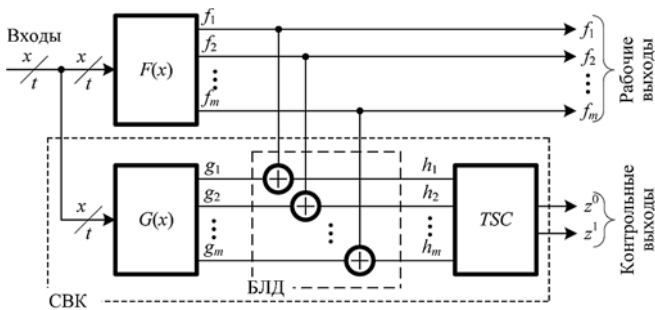 Входы
x
t
x
t
F(x)
f1
f2
fm
f1
f2
fm
Рабочие выходы
x
t
G(x)
g1
g2
gm
h1
h2
hm
TSC
z0
z1
Контрольные выходы
БЛД
СВК